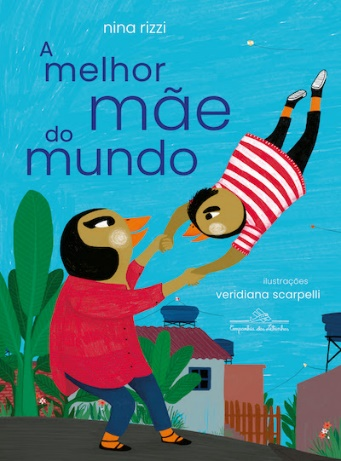 nina rizzi
A
melhor
mãe
do
mundo
ilustrações
veridiana scarpelli
Companhia das Letrinhas